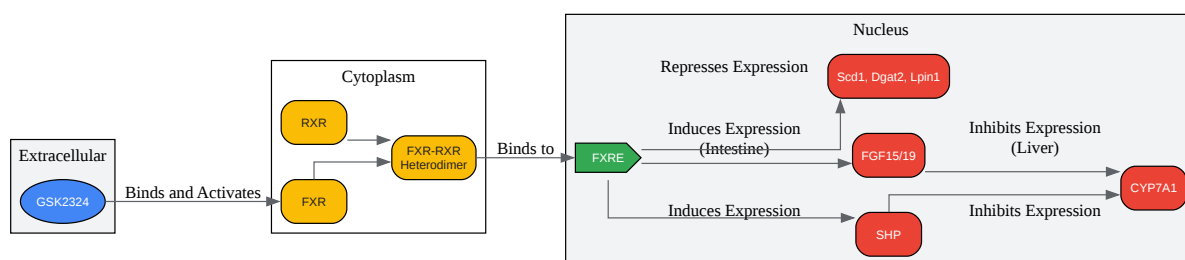 Nucleus
Represses Expression
Scd1, Dgat2, Lpin1
Cytoplasm
RXR
FXR-RXR
Heterodimer
FXR
Extracellular
GSK2324
Binds and Activates
Binds to
FXRE
Induces Expression
(Intestine)
FGF15/19
Inhibits Expression
(Liver)
CYP7A1
Induces Expression
SHP
Inhibits Expression